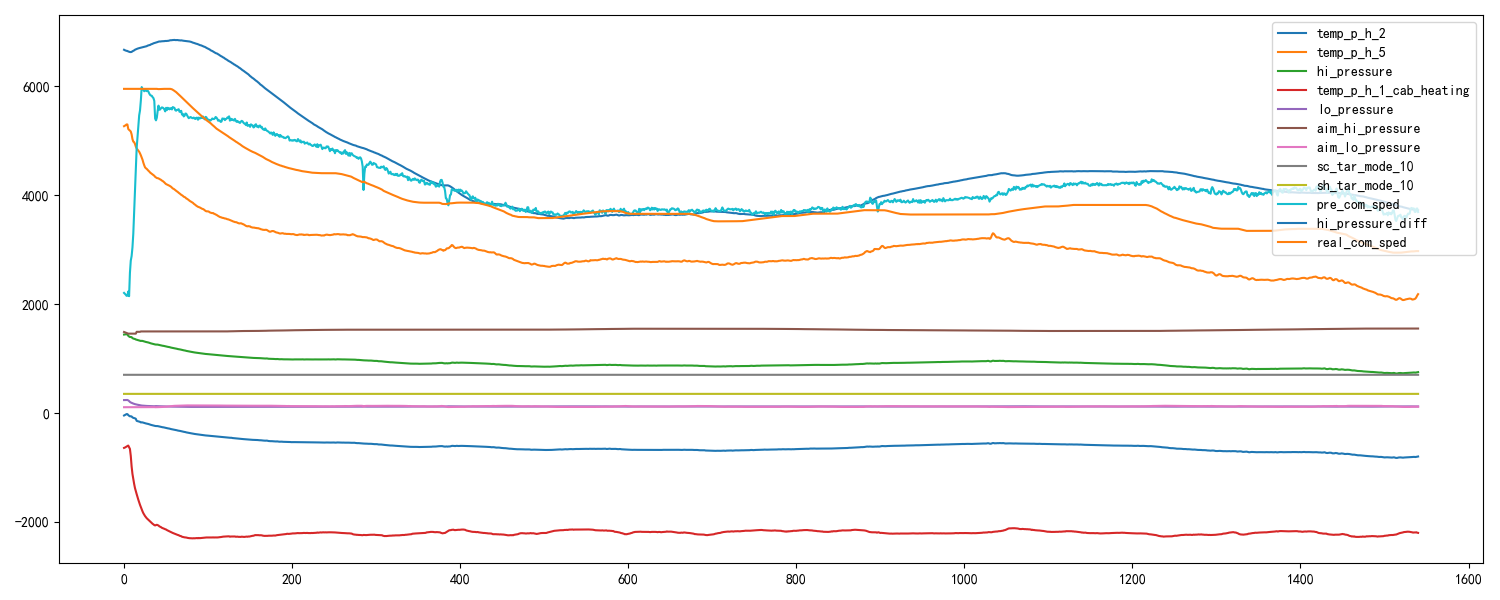 6000
4000
2000
0
−2000
0
200
400
600
800
1000
1200
1400
1600
temp_p_h_2
temp_p_h_5
hi_pressure
temp_p_h_1_cab_heating
lo_pressure
aim_hi_pressure
aim_lo_pressure
sc_tar_mode_10
sh_tar_mode_10
pre_com_sped
hi_pressure_diff
real_com_sped